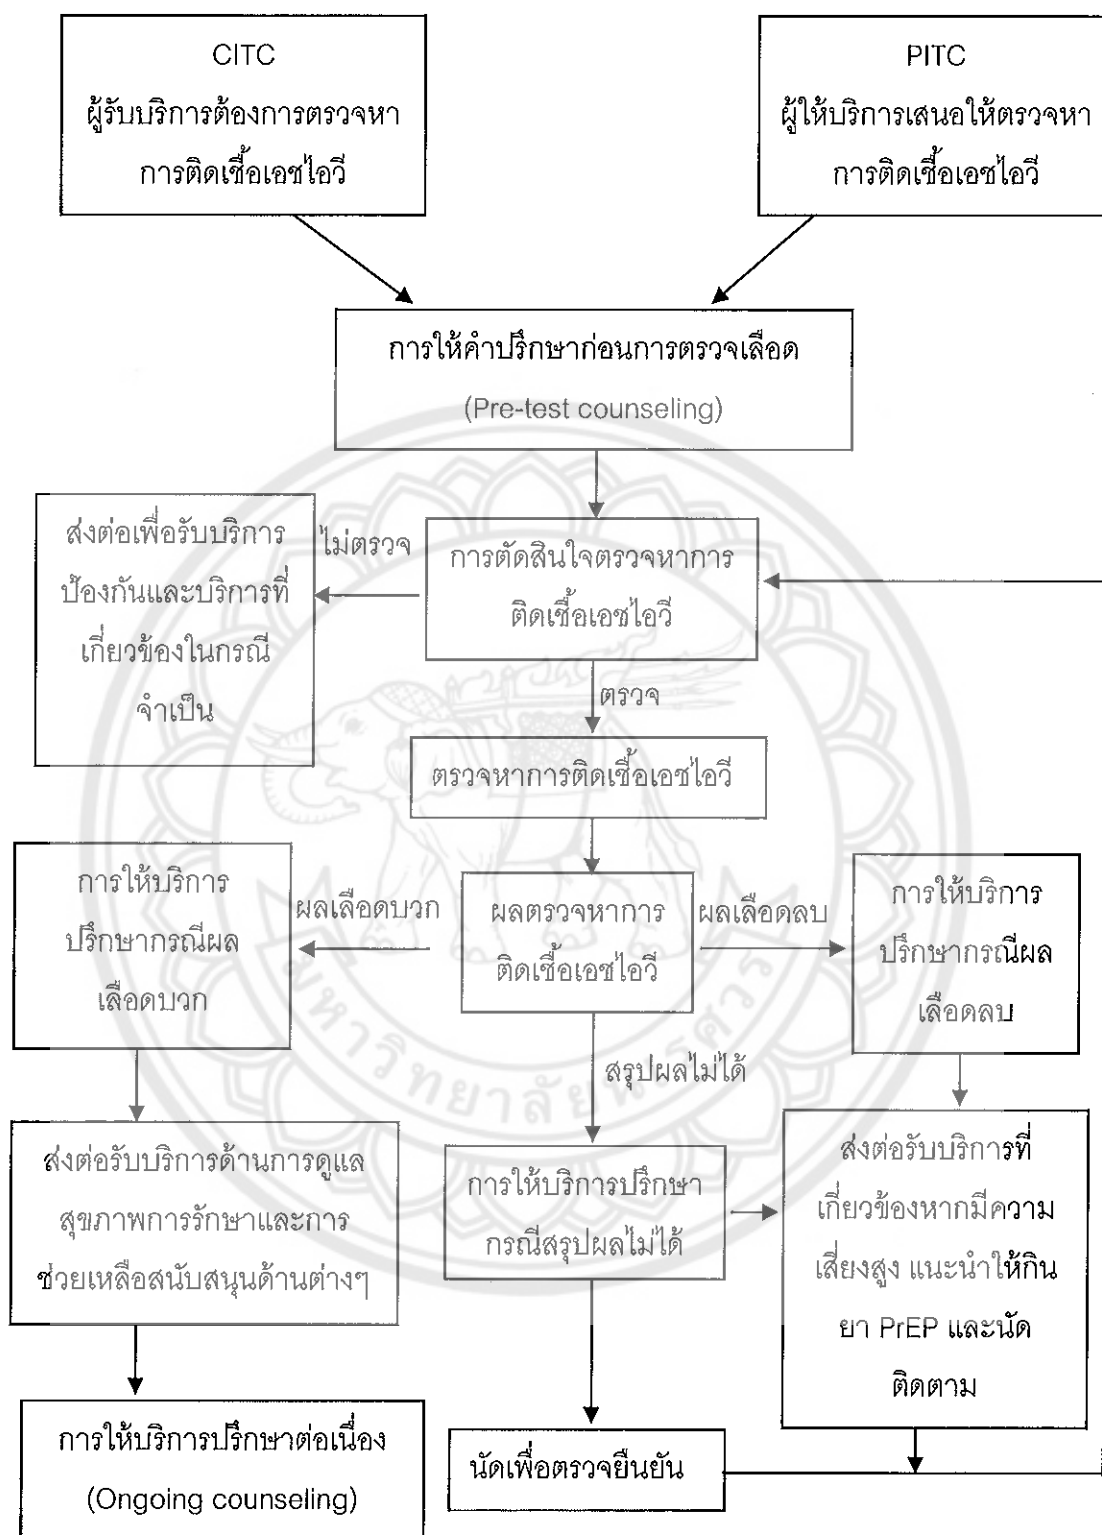 CITC
ผู้รับบริการต้องการตรวจหา
การติดเชื้อเอชไอวี
PITC
ผู้ให้บริการเสนอให้ตรวจหา
การติดเชื้อเอชไอวี
การให้คำปรึกษาก่อนการตรวจเลือด
(Pre-test counseling)
ส่งต่อเพื่อรับบริการ
ป้องกันและบริการที่
เกี่ยวข้องในกรณี
จำเป็น
ไม่ตรวจ
การตัดสินใจตรวจหาการ
ติดเชื้อเอชไอวี
ตรวจ
ตรวจหาการติดเชื้อเอชไอวี
การให้บริการ
ปรึกษากรณีผล
เลือดบวก
ผลเลือดบวก
ผลตรวจหาการ
ติดเชื้อเอชไอวี
ผลเลือดลบ
การให้บริการ
ปรึกษากรณีผล
เลือดลบ
สรุปผลไม่ได้
มหาวิทยาลัยนเรศวร
ส่งต่อรับบริการด้านการดูแล
สุขภาพการรักษาและการ
ช่วยเหลือสนับสนุนด้านต่างๆ
การให้บริการปรึกษา
กรณีสรุปผลไม่ได้
ส่งต่อรับบริการที่
เกี่ยวข้องหากมีความ
เสี่ยงสูง แนะนำให้กิน
ยา PrEP และนัด
ติดตาม
การให้บริการปรึกษาต่อเนื่อง
(Ongoing counseling)
นัดเพื่อตรวจยืนยัน